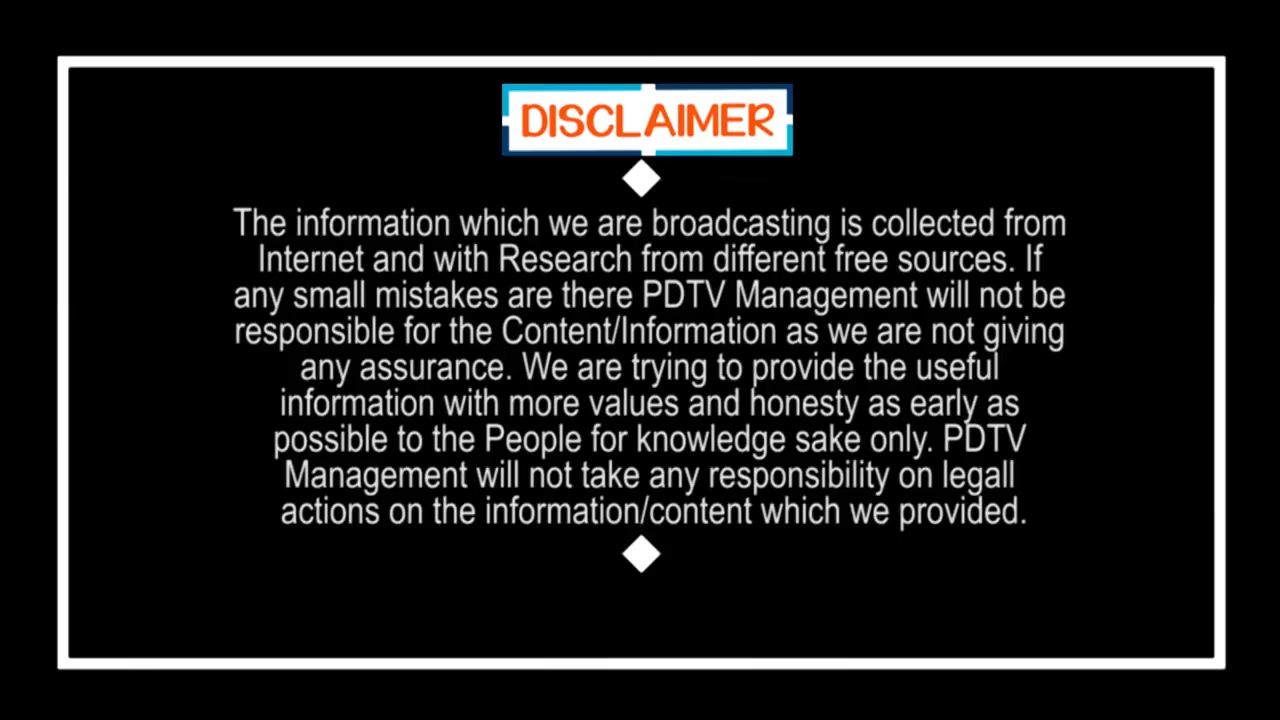 DISCLAIMER
The information which we are broadcasting is collected from
Internet and with Research from different free sources. If
any small mistakes are there PDTV Management will not be
responsible for the Content/Information as we are not giving
any assurance. We are trying to provide the useful
information with more values and honesty as early as
possible to the People for knowledge sake only. PDTV
Management will not take any responsibility on legall
actions on the information/content which we provided.